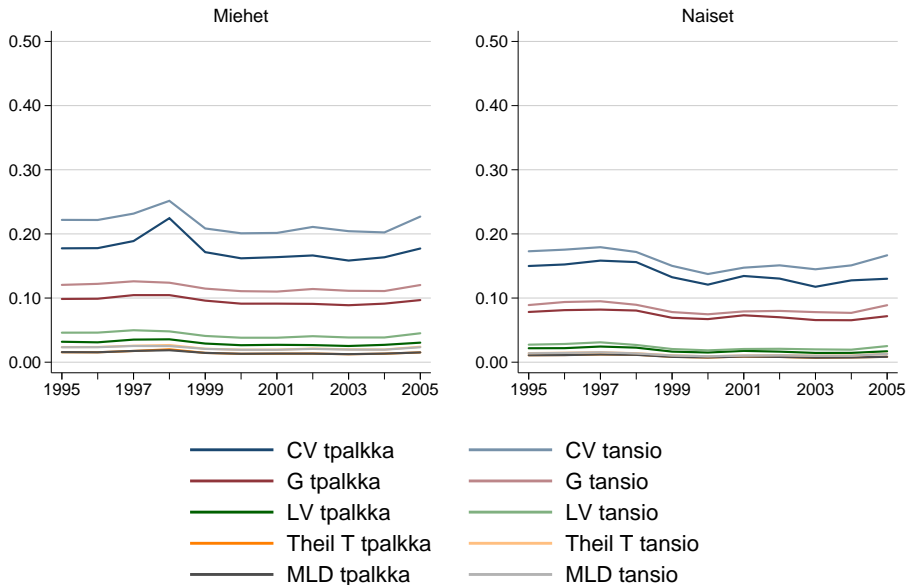 Miehet
Naiset
0.50
0.40
0.30
0.20
0.10
0.00
1995 1997 1999 2001 2003 2005
0.50
0.40
0.30
0.20
0.10
0.00
1995 1997 1999 2001 2003 2005
CV tpalkka CV tansio
G tpalkka G tansio
LV tpalkka LV tansio
Theil T tpalkka Theil T tansio
MLD tpalkka MLD tansio